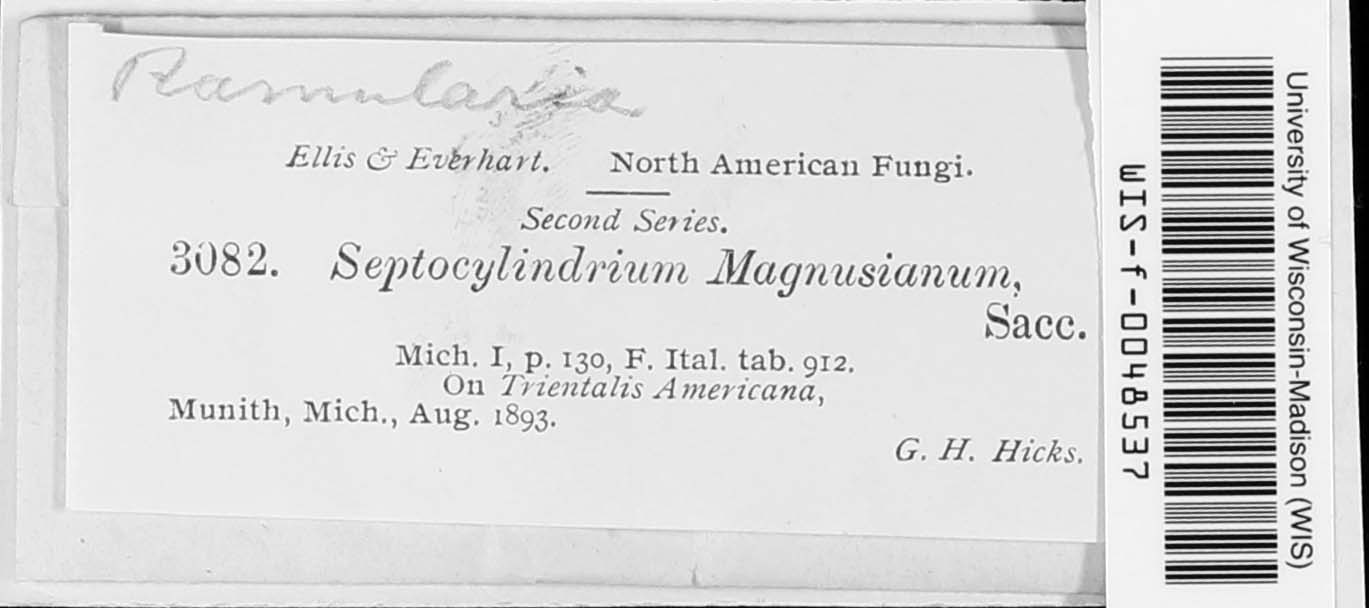 Ramularia
Ellis & Everhart. North American Fungi.
Second Series.
3082. Septocylindrium Magnusianum,
Sacc.
Mich. I, p. 130, F. Ital. tab. 912.
On Trientalis Americana,
Munith, Mich., Aug. 1893.
G. H. Hicks.
WIS-f-0048537
University of Wisconsin-Madison (WIS)